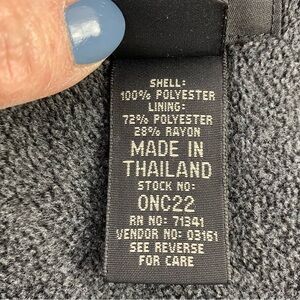 SHELL:
100% POLYESTER
LINING:
72% POLYESTER
28% RAYON
MADE IN
THAILAND
STOCK NO:
ONC22
RN NO: 71341
VENDOR NO: 03161
SEE REVERSE
FOR CARE